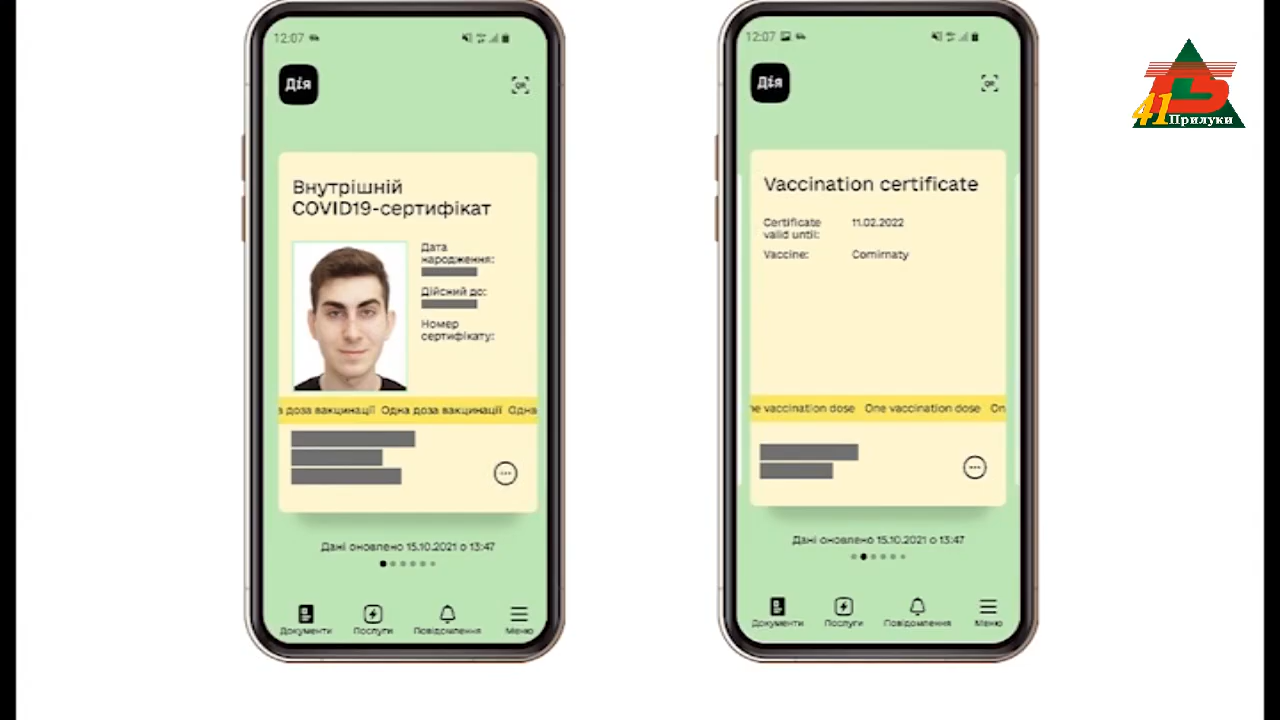 12:07
Дія
QR
Внутрішній
COVID19-сертифікат
Дата
народження:
Дійсний до:
Номер
сертифікату:
а доза вакцинації Одна доза вакцинації Одна
Дані оновлено 15.10.2021 о 13:47
Документи Послуги Повідомлення Меню
12:07
Дія
QR
Vaccination certificate
Certificate
valid until:
11.02.2022
Vaccine: Comirnaty
ne vaccination dose One vaccination dose On
Дані оновлено 15.10.2021 о 13:47
Документи Послуги Повідомлення Меню
ТВ
41 Прилуки